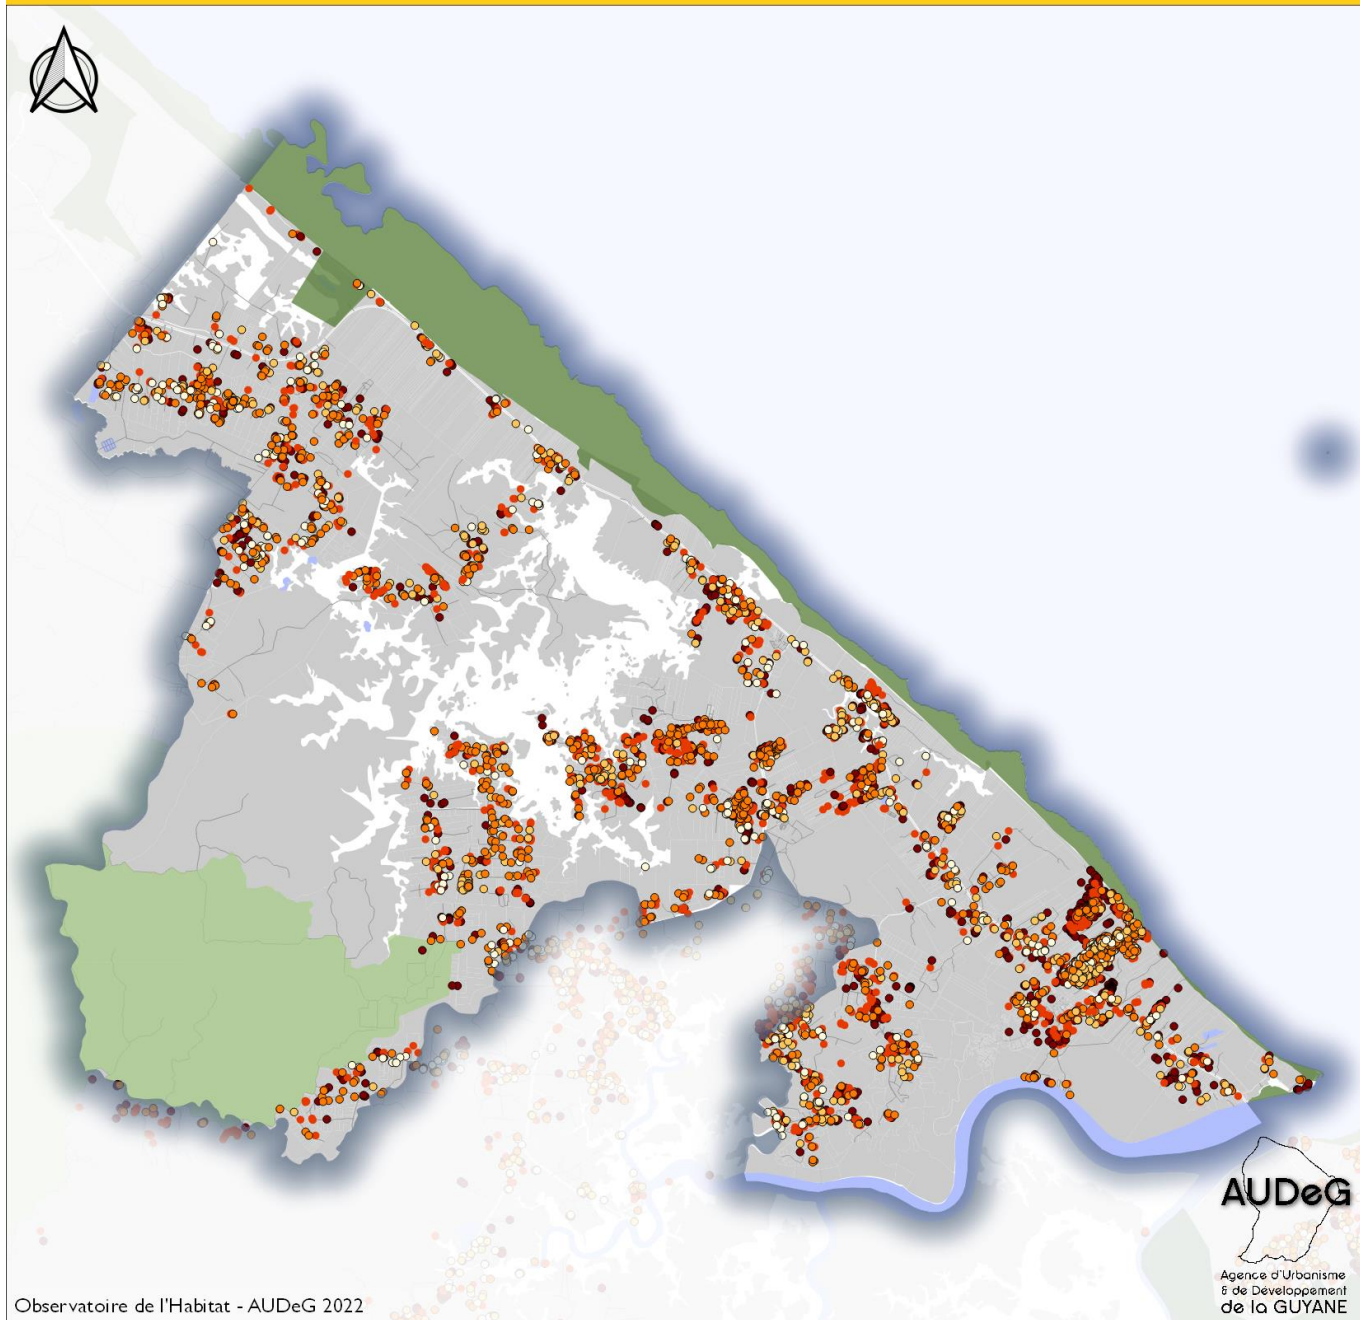 AUDeG
Agence d'Urbanisme
& de Développement
de la GUYANE
Observatoire de l'Habitat - AUDeG 2022